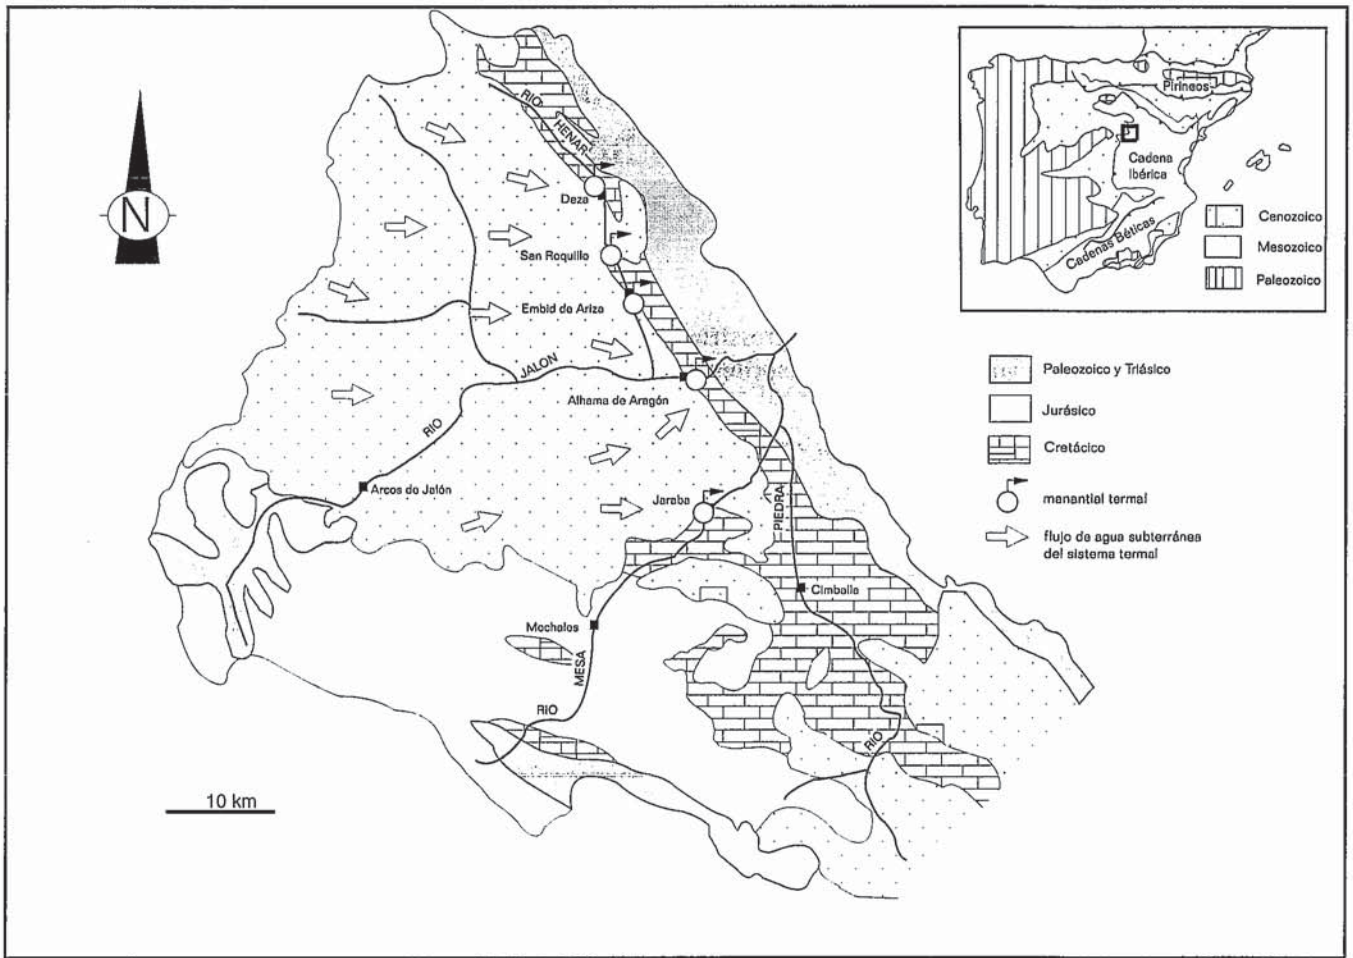 N
RIO
HENAR
Deza
San Roquillo
Embid de Ariza
JALON
RIO
Alhama de Aragón
Arcos de Jalón
Jaraba
PIEDRA
Cimballa
Mochales
MESA
RIO
RÍO
10 km
Pirineos
Cadena
Ibérica
Cadenas Béticas
Cenozoico
Mesozoico
Paleozoico
Paleozoico y Triásico
Jurásico
Cretácico
manantial termal
flujo de agua subterránea
del sistema termal